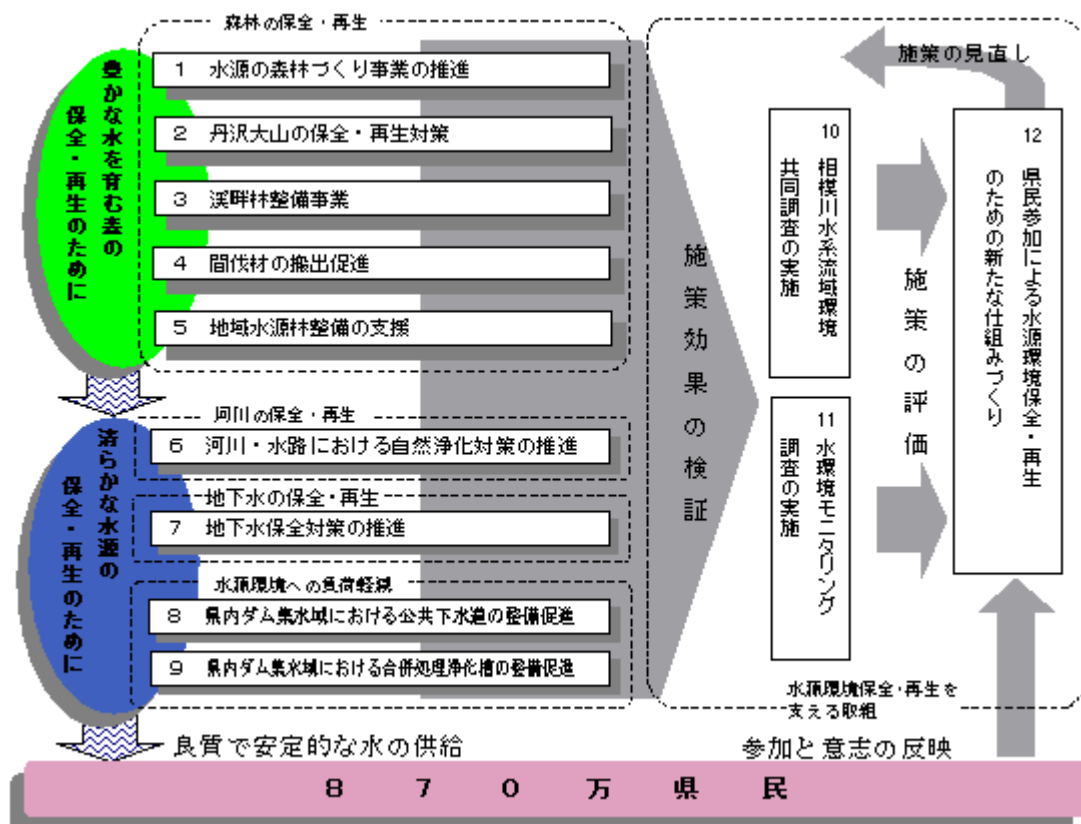 森林の保全・再生
豊かな水を育む森の
保全・再生のために
1 水源の森林づくり事業の推進
2 丹沢大山の保全・再生対策
3 渓畔林整備事業
4 間伐材の搬出促進
5 地域水源林整備の支援
清らかな水源の
保全・再生のために
河川の保全・再生
6 河川・水路における自然浄化対策の推進
地下水の保全・再生
7 地下水保全対策の推進
水源環境への負荷軽減
8 県内ダム集水域における公共下水道の整備促進
9 県内ダム集水域における合併処理浄化槽の整備促進
施策効果の検証
10 相模川水系流域環境
共同調査の実施
11 水環境モニタリング
調査の実施
施策の評価
施策の見直し
12 県民参加による水源環境保全・再生
のための新たな仕組みづくり
水源環境保全・再生を
支える取組
良質で安定的な水の供給
参加と意志の反映
870万県民